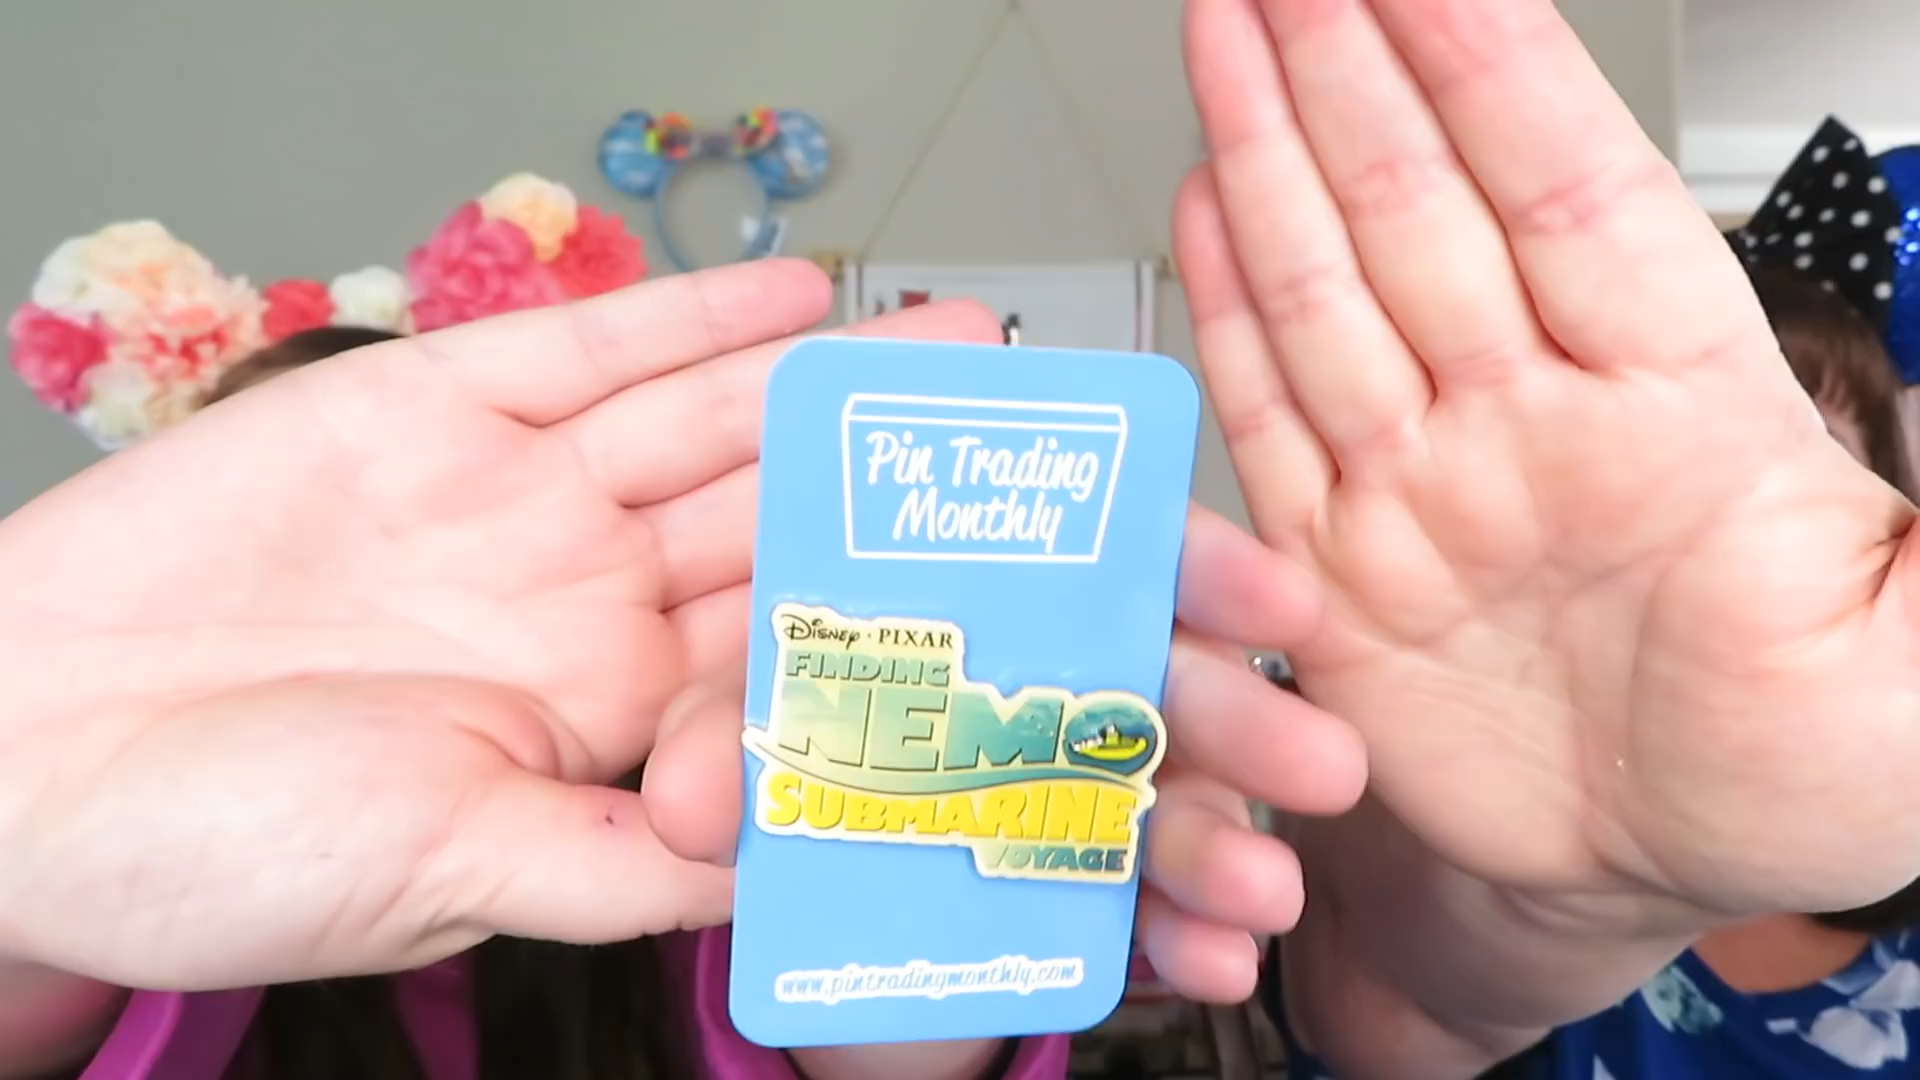 Pin Trading
Monthly
DISNEY · PIXAR
FINDING
NEMO
SUBMARINE
VOYAGE
www.pintradingmonthly.com